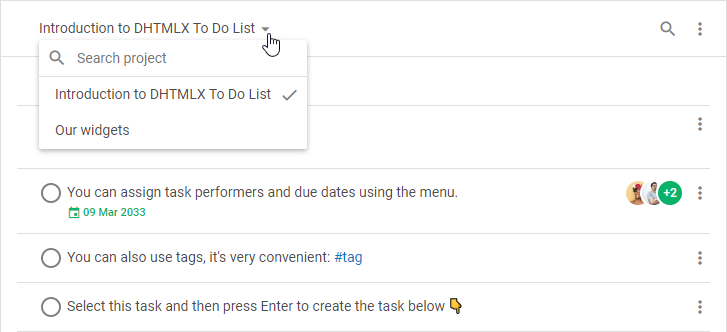 Introduction to DHTMLX To Do List
Search project
Introduction to DHTMLX To Do List
Our widgets
You can assign task performers and due dates using the menu.
+2
09 Mar 2033
You can also use tags, it's very convenient: #tag
Select this task and then press Enter to create the task below 👇